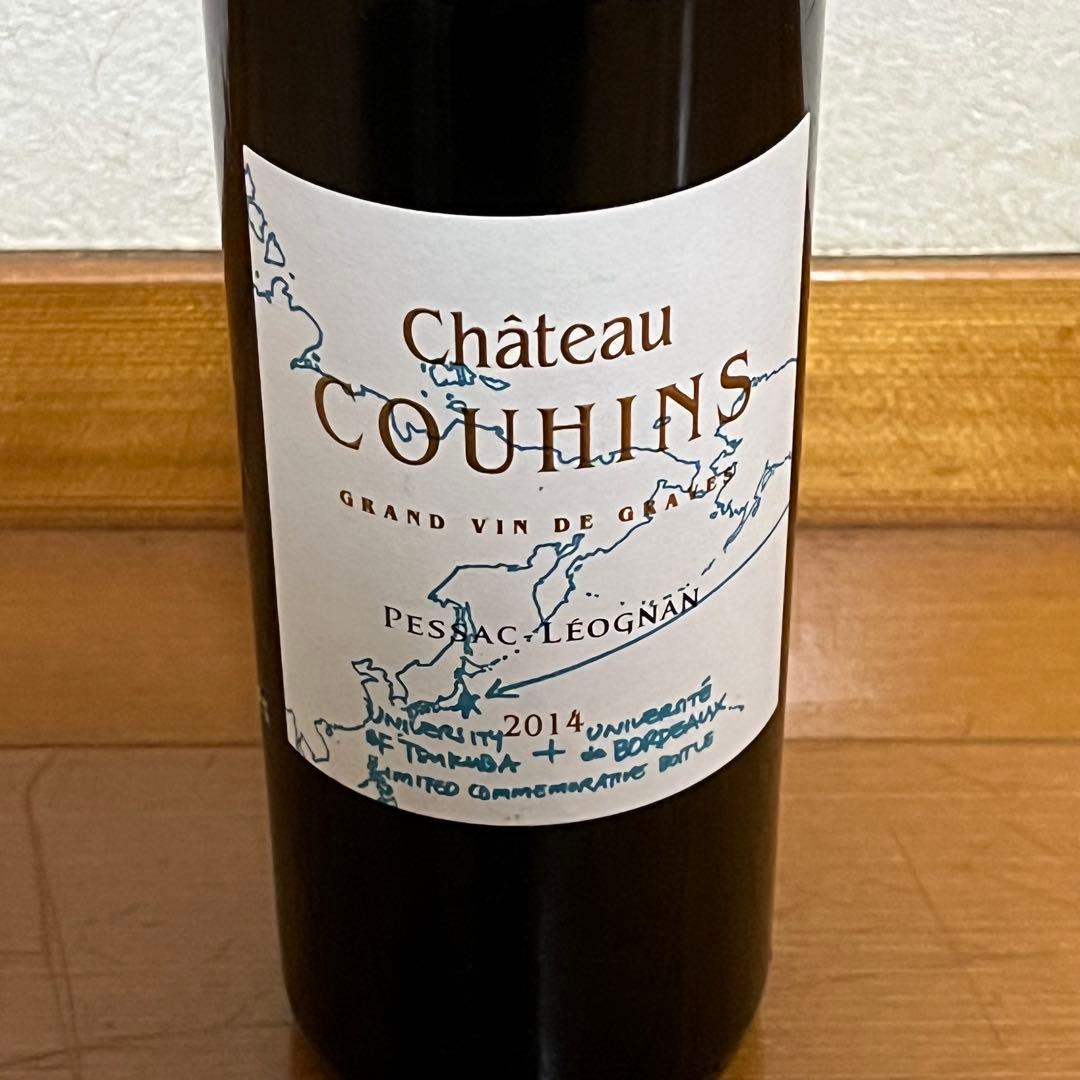 Château
COUHINS
GRAND VIN DE GRAVES
PESSAC-LÉOGNAN
2014
UNIVERSITY
OF TSUKUBA + UNIVERSITÉ
de BORDEAUX...
LIMITED COMMEMORATIVE BOTTLE